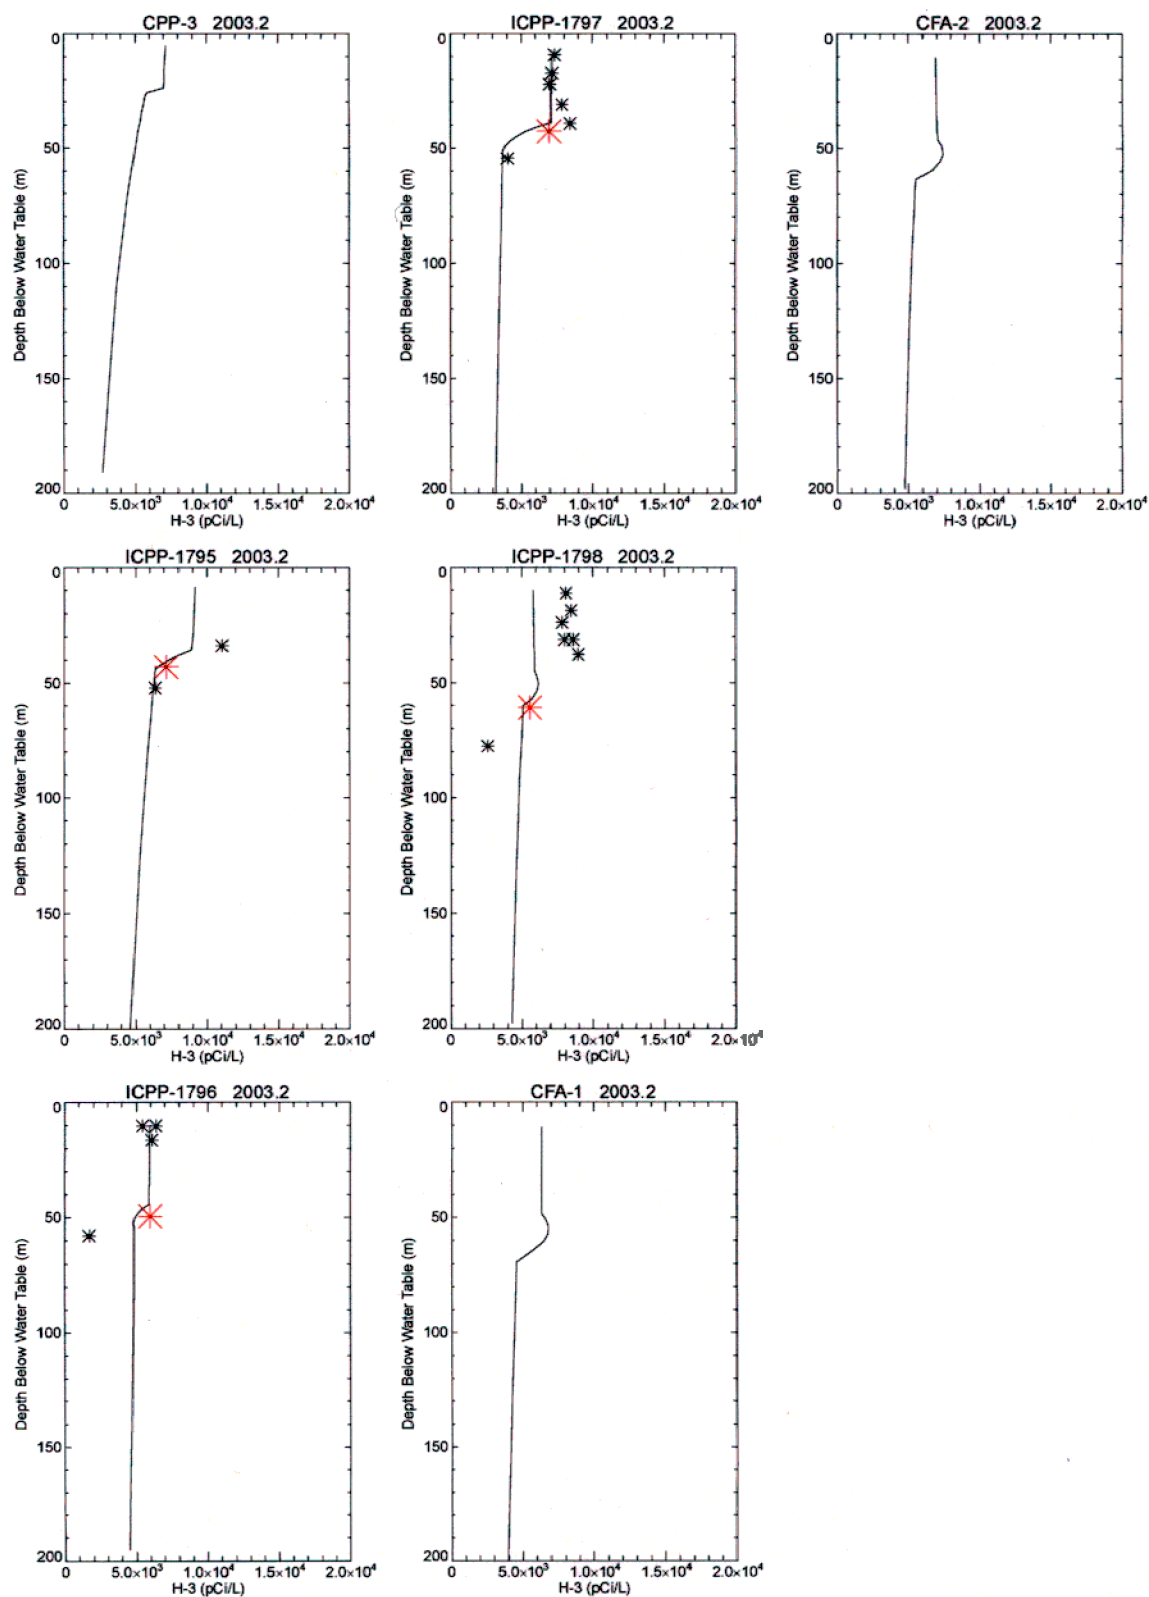 CPP-3 2003.2
0
50
100
150
200
Depth Below Water Table (m)
0 5.0×10³ 1.0×10⁴ 1.5×10⁴ 2.0×10⁴
H-3 (pCi/L)
ICPP-1797 2003.2
0
50
100
150
200
Depth Below Water Table (m)
0 5.0×10³ 1.0×10⁴ 1.5×10⁴ 2.0×10⁴
H-3 (pCi/L)
CFA-2 2003.2
0
50
100
150
200
Depth Below Water Table (m)
0 5.0×10³ 1.0×10⁴ 1.5×10⁴ 2.0×10⁴
H-3 (pCi/L)
ICPP-1795 2003.2
0
50
100
150
200
Depth Below Water Table (m)
0 5.0×10³ 1.0×10⁴ 1.5×10⁴ 2.0×10⁴
H-3 (pCi/L)
ICPP-1798 2003.2
0
50
100
150
200
Depth Below Water Table (m)
0 5.0×10³ 1.0×10⁴ 1.5×10⁴ 2.0×10⁴
H-3 (pCi/L)
ICPP-1796 2003.2
0
50
100
150
200
Depth Below Water Table (m)
0 5.0×10³ 1.0×10⁴ 1.5×10⁴ 2.0×10⁴
H-3 (pCi/L)
CFA-1 2003.2
0
50
100
150
200
Depth Below Water Table (m)
0 5.0×10³ 1.0×10⁴ 1.5×10⁴ 2.0×10⁴
H-3 (pCi/L)